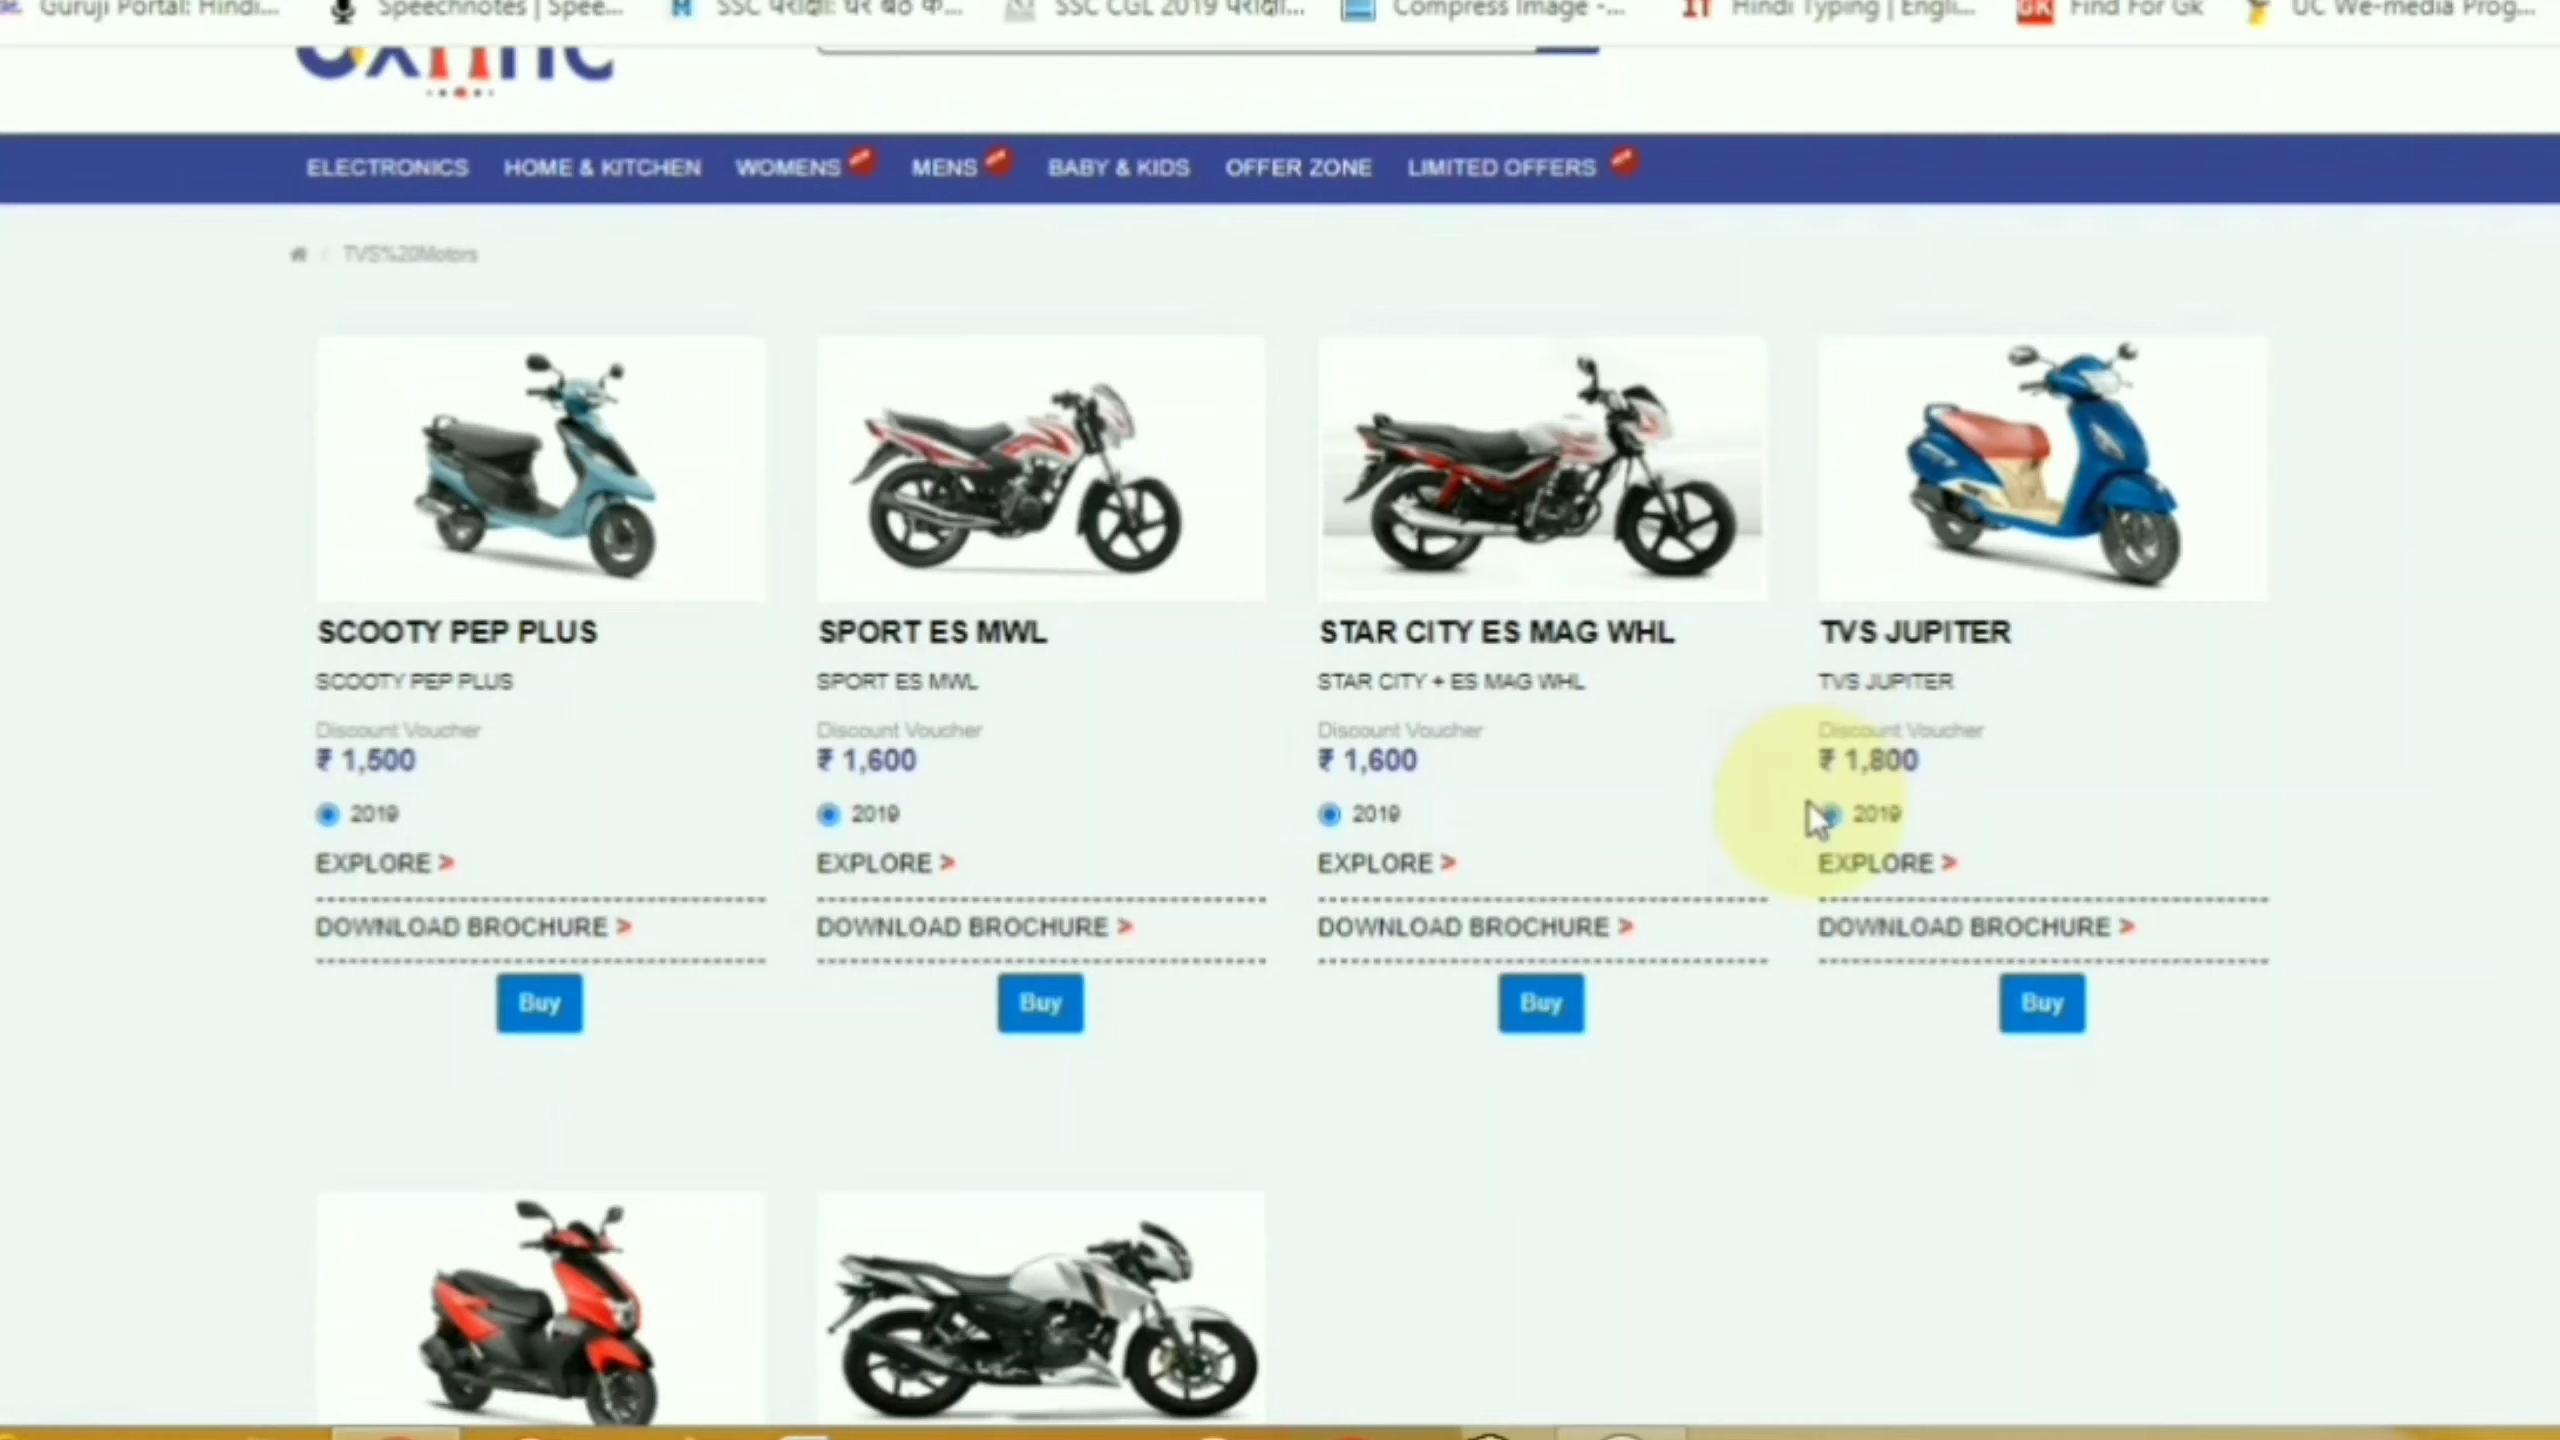 Guruji Portal: Hindi... Speechnotes | Spee... SSC CGL 2019 Compress Image -... IT Hindi Typing | Engli... GK Find For Gk UC We-media Prog...
ELECTRONICS HOME & KITCHEN WOMENS MENS BABY & KIDS OFFER ZONE LIMITED OFFERS
/ TVS%20Motors
SCOOTY PEP PLUS SPORT ES MWL STAR CITY ES MAG WHL TVS JUPITER
SCOOTY PEP PLUS SPORT ES MWL STAR CITY + ES MAG WHL TVS JUPITER
Discount Voucher Discount Voucher Discount Voucher Discount Voucher
₹ 1,500 ₹ 1,600 ₹ 1,600 ₹ 1,800
2019 2019 2019 2019
EXPLORE > EXPLORE > EXPLORE > EXPLORE >
DOWNLOAD BROCHURE > DOWNLOAD BROCHURE > DOWNLOAD BROCHURE > DOWNLOAD BROCHURE >
Buy Buy Buy Buy